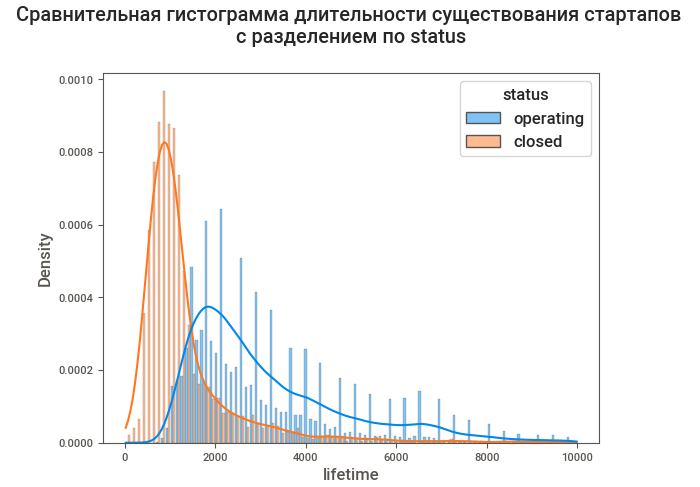 Сравнительная гистограмма длительности существования стартапов
с разделением по status
status
operating
closed
Density
0.0010
0.0008
0.0006
0.0004
0.0002
0.0000
0
2000
4000
6000
8000
10000
lifetime